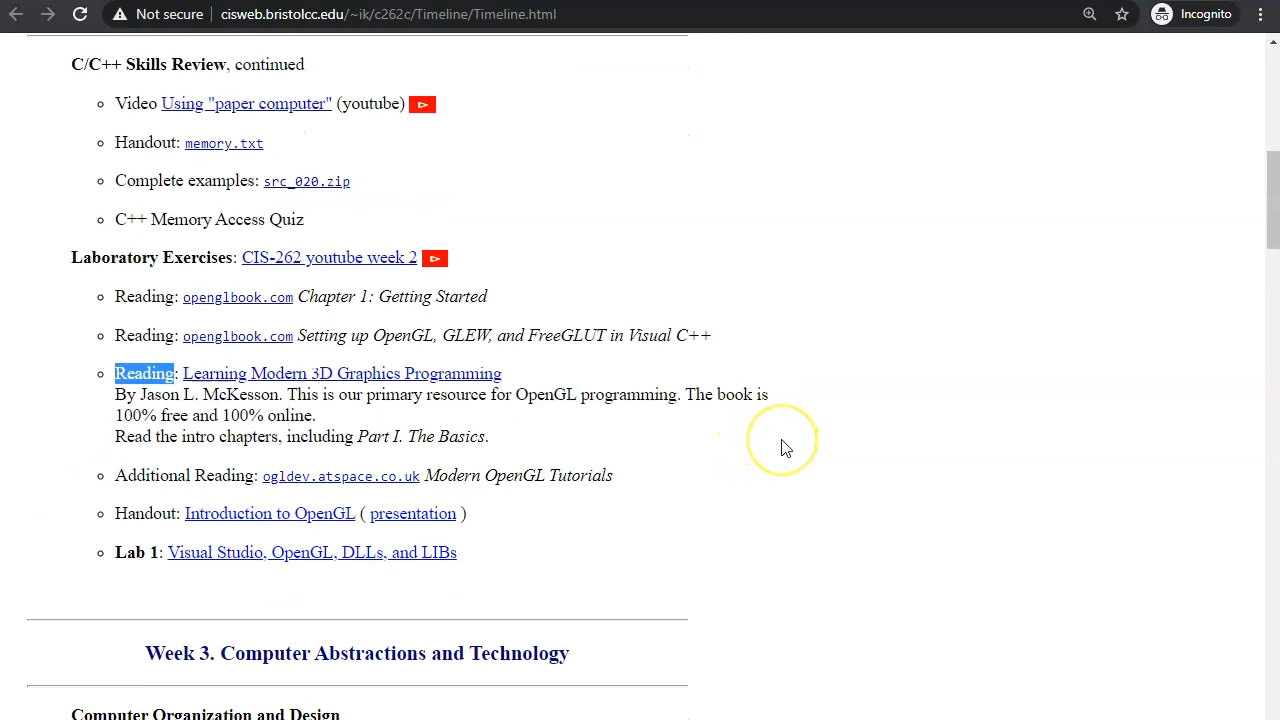 Not secure cisweb.bristolcc.edu/~ik/c262c/Timeline/Timeline.html Incognito
C/C++ Skills Review, continued
Video Using "paper computer" (youtube)
Handout: memory.txt
Complete examples: src_020.zip
C++ Memory Access Quiz
Laboratory Exercises: CIS-262 youtube week 2
Reading: openglbook.com Chapter 1: Getting Started
Reading: openglbook.com Setting up OpenGL, GLEW, and FreeGLUT in Visual C++
Reading: Learning Modern 3D Graphics Programming
By Jason L. McKesson. This is our primary resource for OpenGL programming. The book is
100% free and 100% online.
Read the intro chapters, including Part I. The Basics.
Additional Reading: ogldev.atspace.co.uk Modern OpenGL Tutorials
Handout: Introduction to OpenGL ( presentation )
Lab 1: Visual Studio, OpenGL, DLLs, and LIBs
Week 3. Computer Abstractions and Technology
Computer Organization and Design